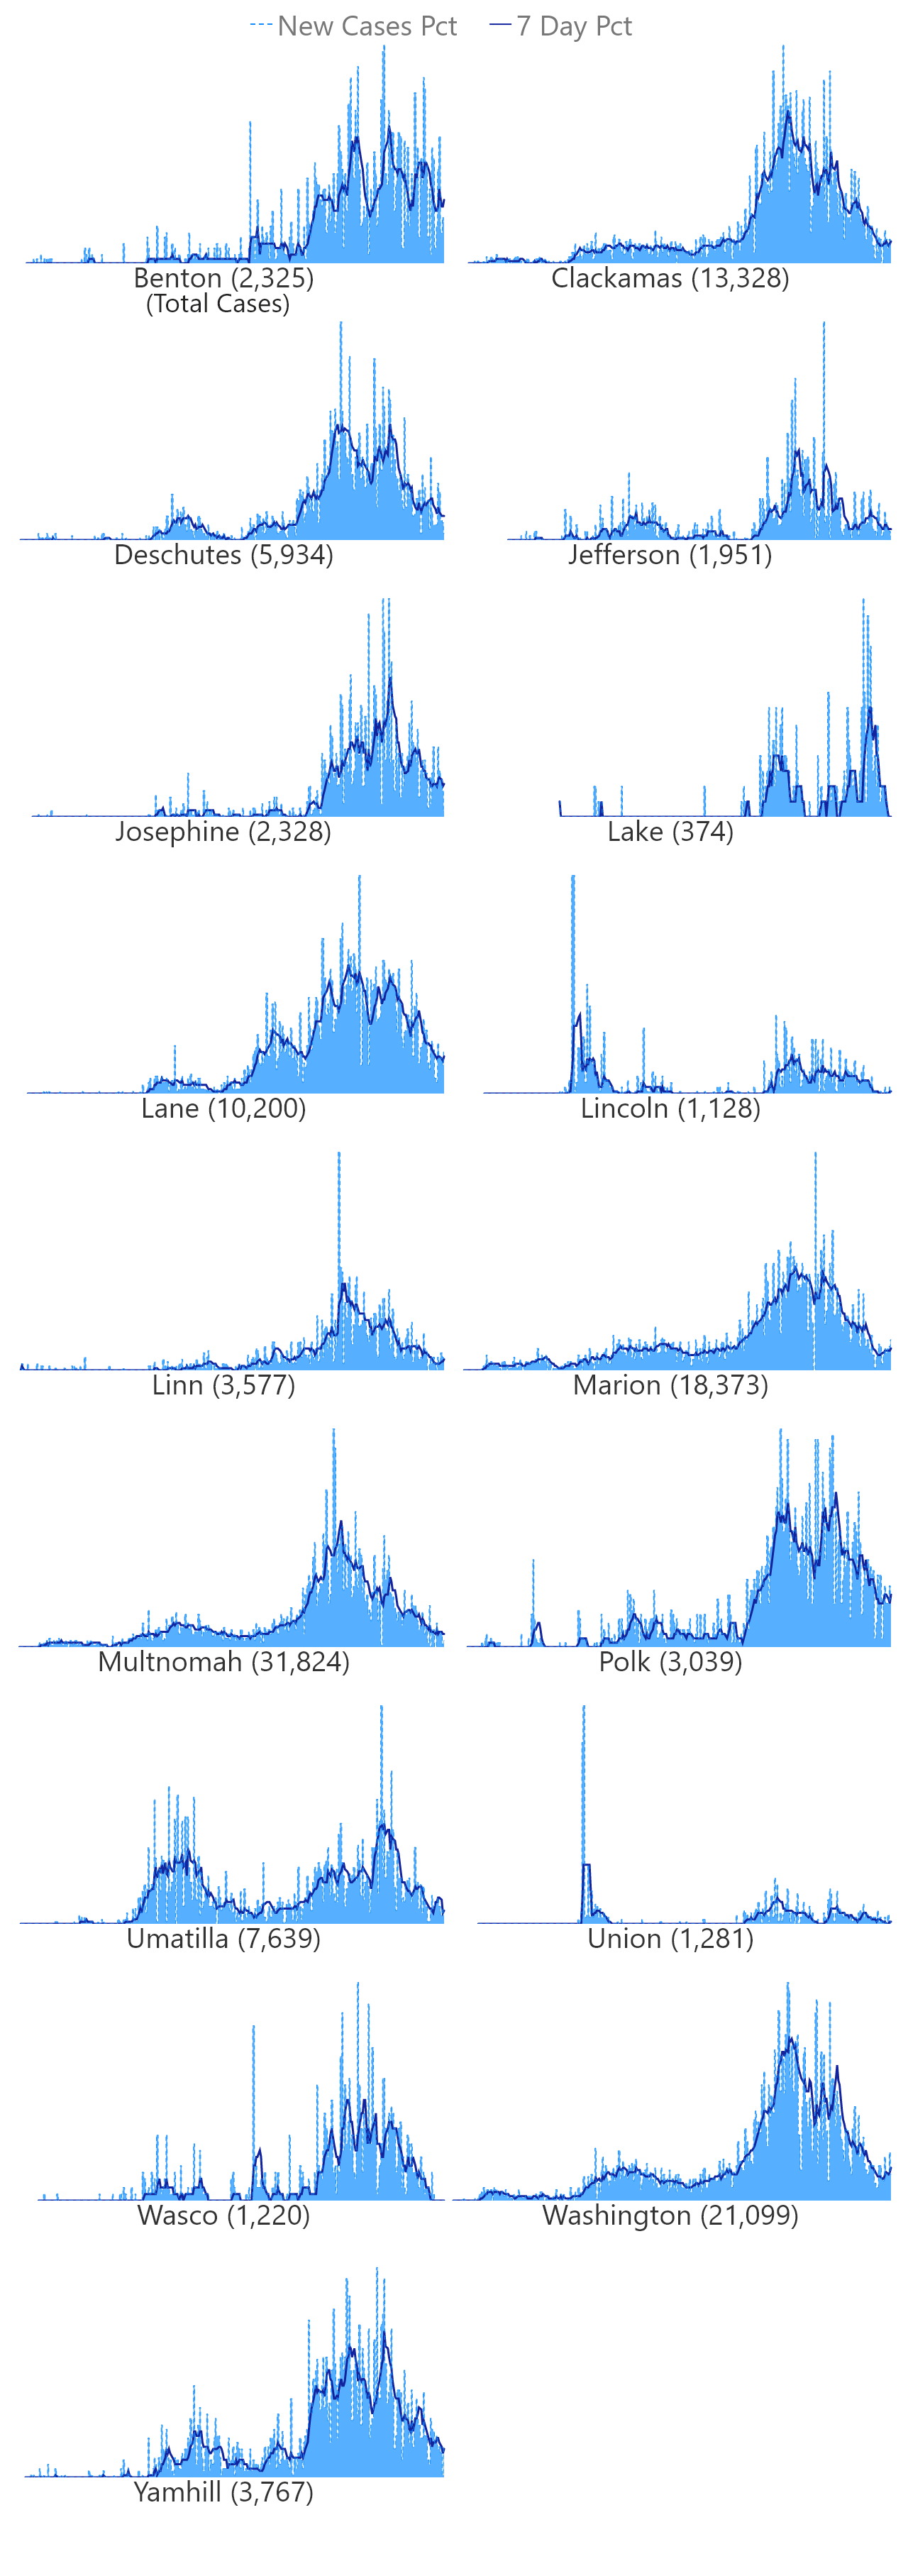 New Cases Pct 7 Day Pct
Benton (2,325) Clackamas (13,328)
(Total Cases)
Deschutes (5,934) Jefferson (1,951)
Josephine (2,328) Lake (374)
Lane (10,200) Lincoln (1,128)
Linn (3,577) Marion (18,373)
Multnomah (31,824) Polk (3,039)
Umatilla (7,639) Union (1,281)
Wasco (1,220) Washington (21,099)
Yamhill (3,767)